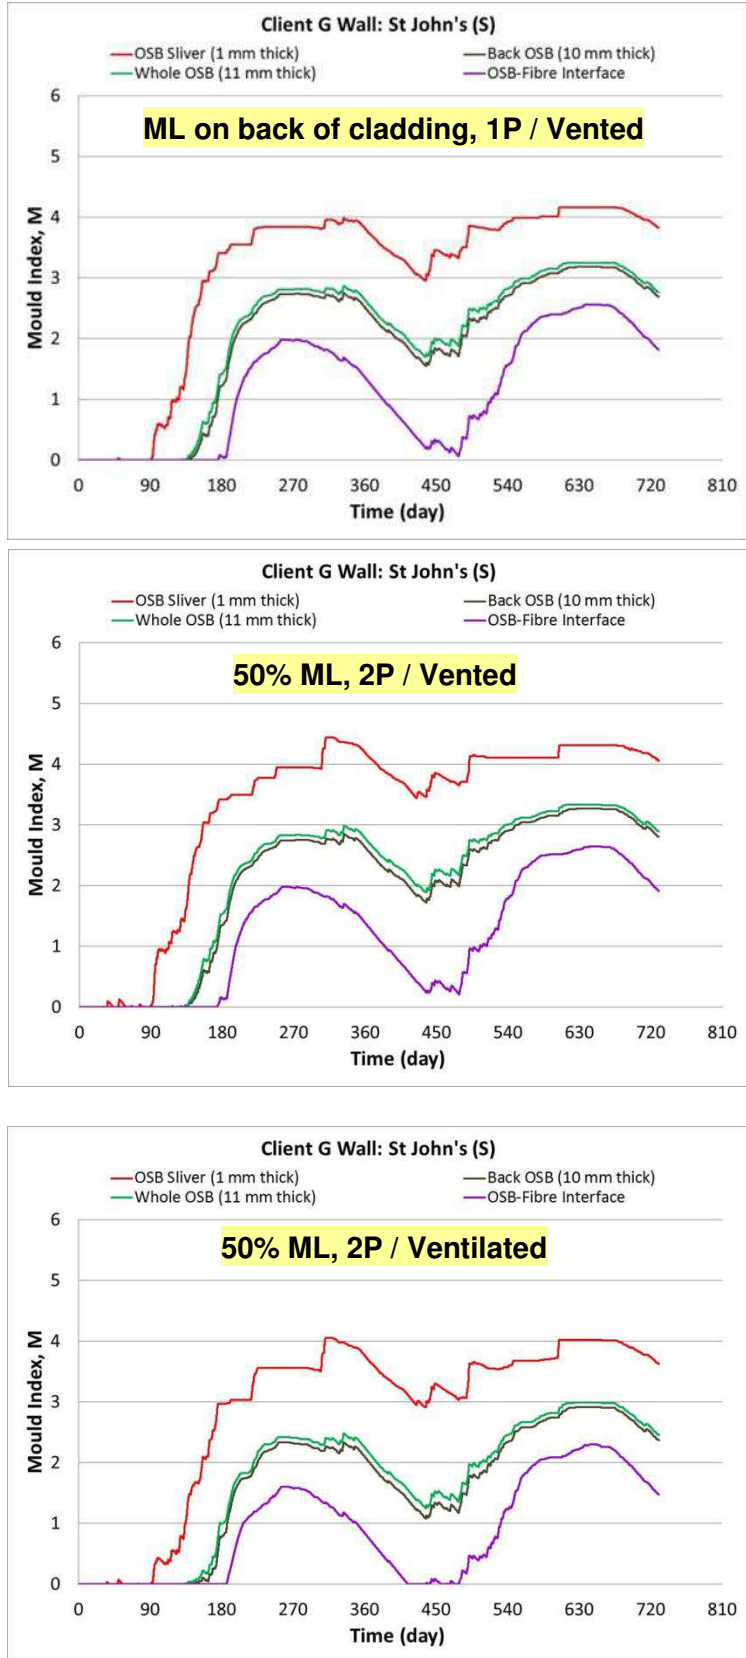 Client G Wall: St John's (S)
OSB Sliver (1 mm thick) Back OSB (10 mm thick)
Whole OSB (11 mm thick) OSB-Fibre Interface
ML on back of cladding, 1P / Vented
Mould Index, M
6
5
4
3
2
1
0
0 90 180 270 360 450 540 630 720 810
Time (day)
Client G Wall: St John's (S)
OSB Sliver (1 mm thick) Back OSB (10 mm thick)
Whole OSB (11 mm thick) OSB-Fibre Interface
50% ML, 2P / Vented
Mould Index, M
6
5
4
3
2
1
0
0 90 180 270 360 450 540 630 720 810
Time (day)
Client G Wall: St John's (S)
OSB Sliver (1 mm thick) Back OSB (10 mm thick)
Whole OSB (11 mm thick) OSB-Fibre Interface
50% ML, 2P / Ventilated
Mould Index, M
6
5
4
3
2
1
0
0 90 180 270 360 450 540 630 720 810
Time (day)